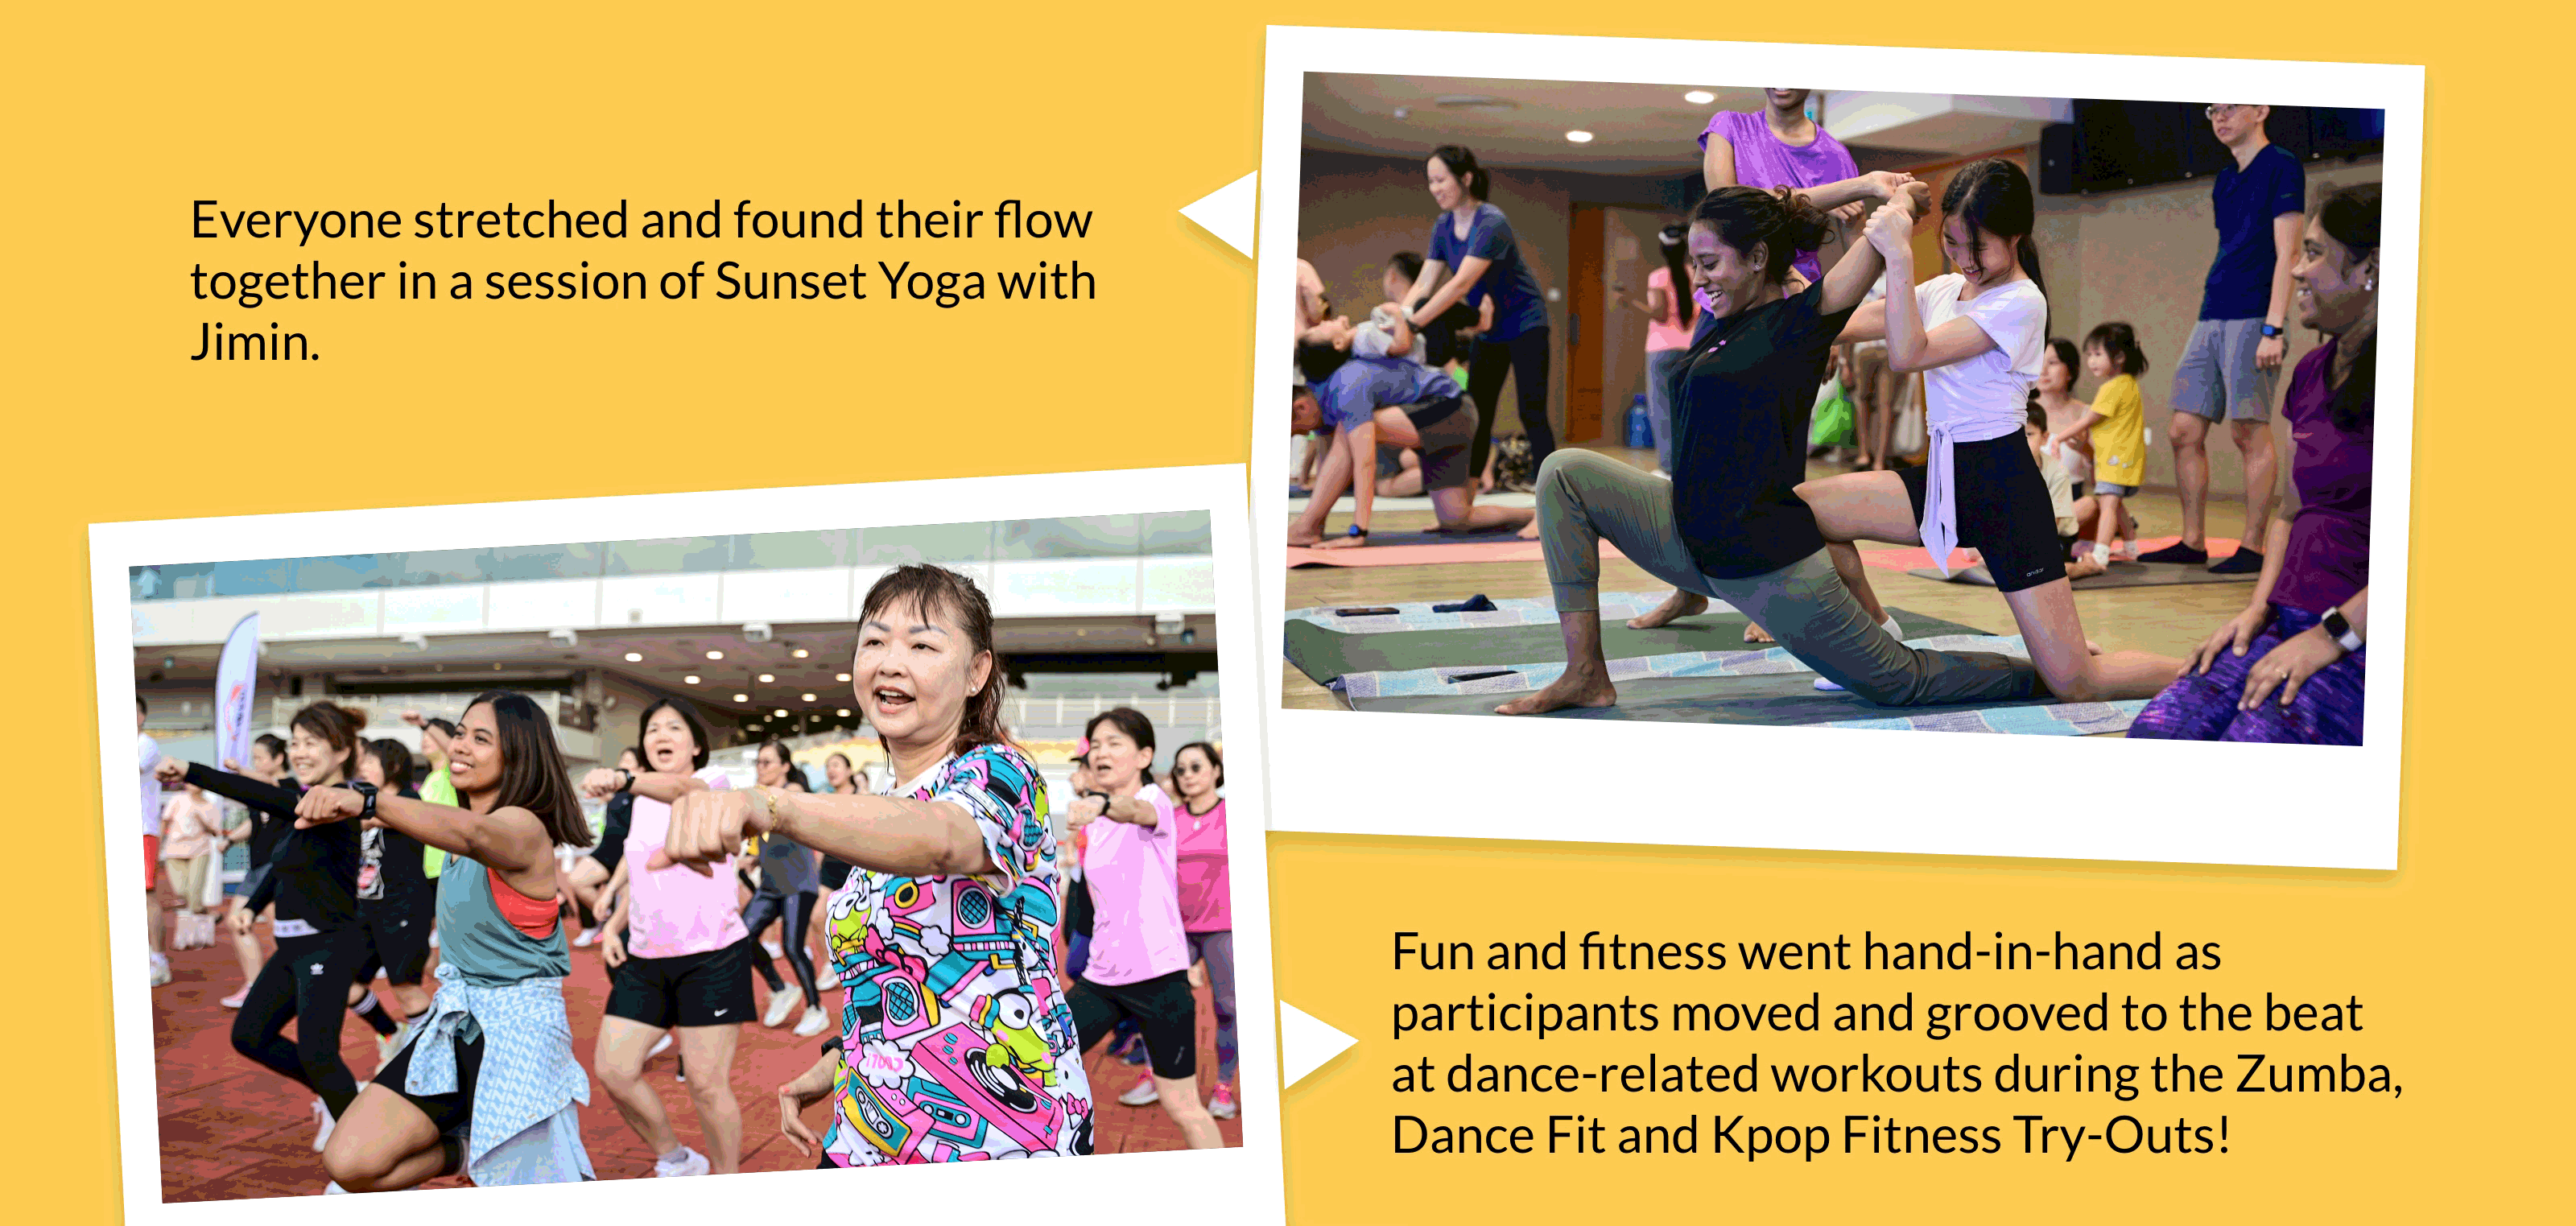 Everyone stretched and found their flow
together in a session of Sunset Yoga with
Jimin.
Fun and fitness went hand-in-hand as
participants moved and grooved to the beat
at dance-related workouts during the Zumba,
Dance Fit and Kpop Fitness Try-Outs!